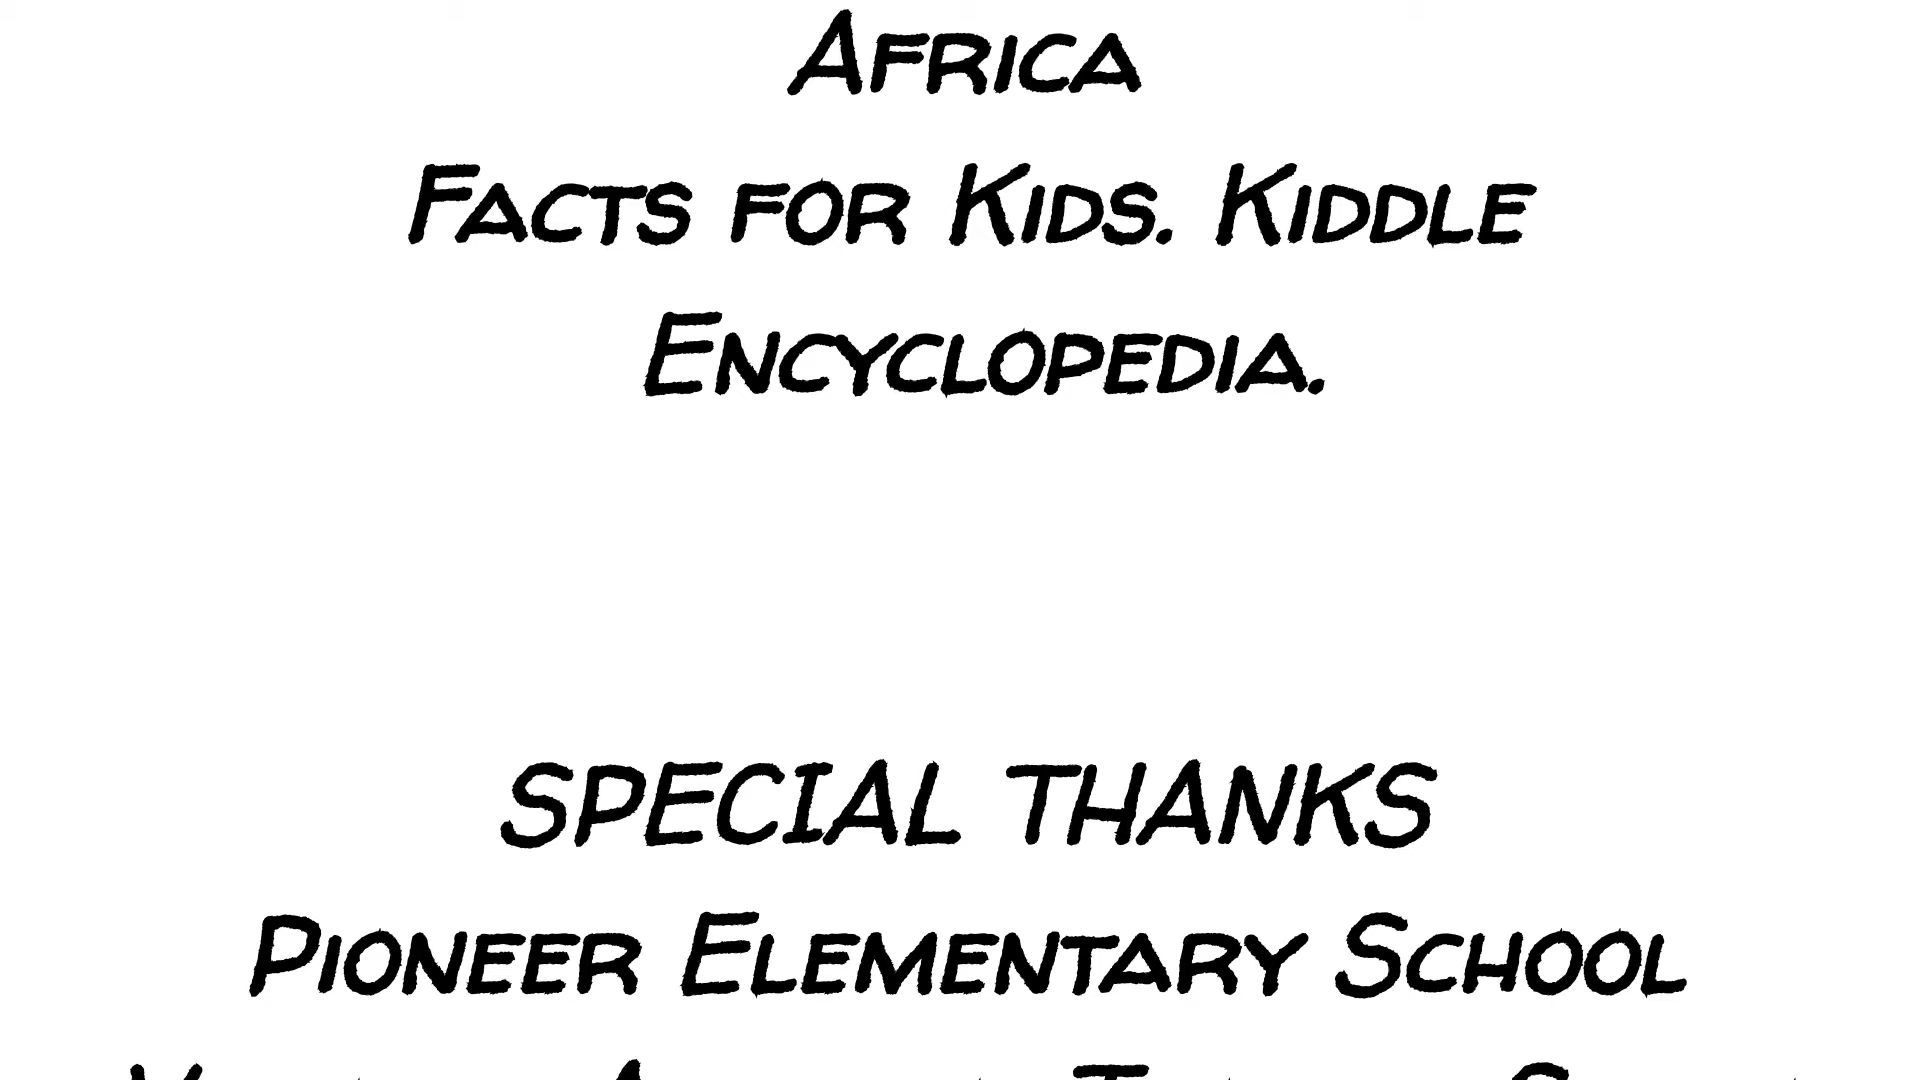 Africa
Facts for Kids. Kiddle
Encyclopedia.
SPECIAL THANKS
Pioneer Elementary School